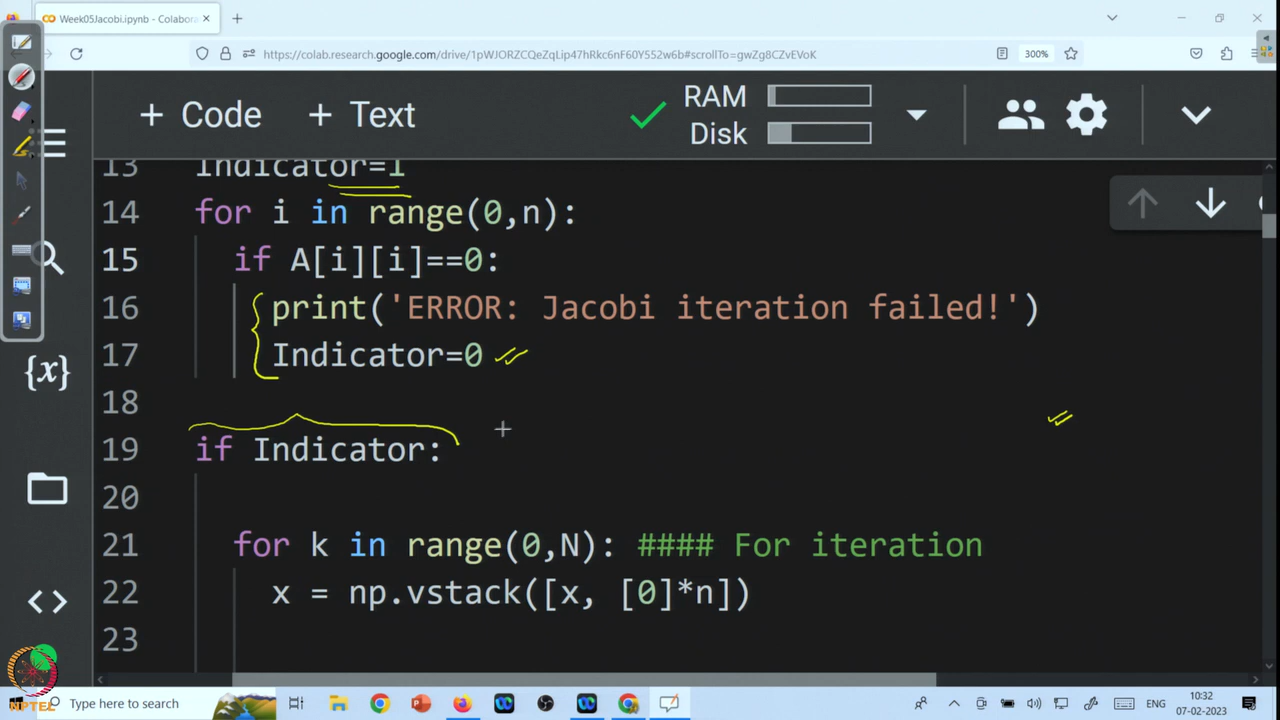 Week05Jacobi.ipynb - Colabora
https://colab.research.google.com/drive/1pWJORZCQeZqLip47hRkc6nF60Y552w6b#scrollTo=gwZg8CZvEVoK
300%
+ Code + Text
RAM
Disk
13 Indicator=1
14 for i in range(0,n):
15 if A[i][i]==0:
16 print('ERROR: Jacobi iteration failed!')
17 Indicator=0
18
19 if Indicator:
20
21 for k in range(0,N): #### For iteration
22 x = np.vstack([x, [0]*n])
23
{x}
NPTEL
Type here to search
ENG
10:32
07-02-2023